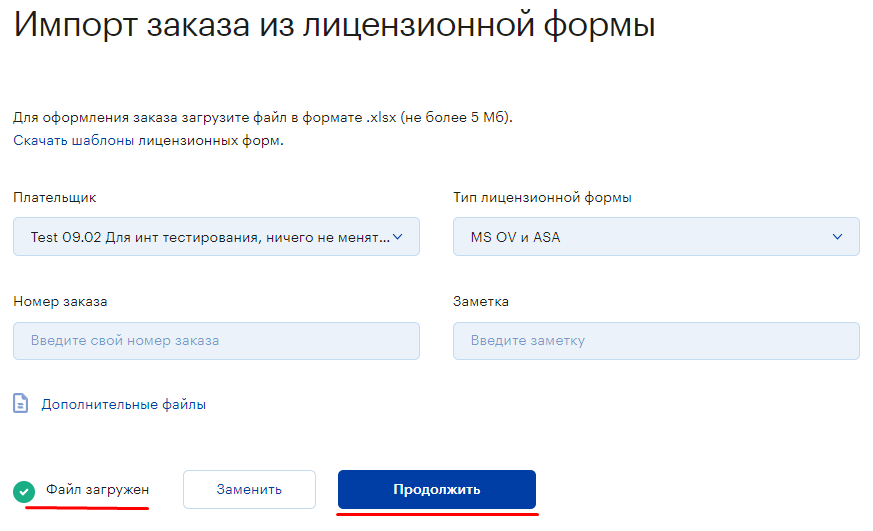 Импорт заказа из лицензионной формы
Для оформления заказа загрузите файл в формате .xlsx (не более 5 Мб).
Скачать шаблоны лицензионных форм.
Плательщик
Тип лицензионной формы
Test 09.02 Для инт тестирования, ничего не менят...
MS OV и ASA
Номер заказа
Заметка
Введите свой номер заказа
Введите заметку
Дополнительные файлы
Файл загружен
Заменить
Продолжить